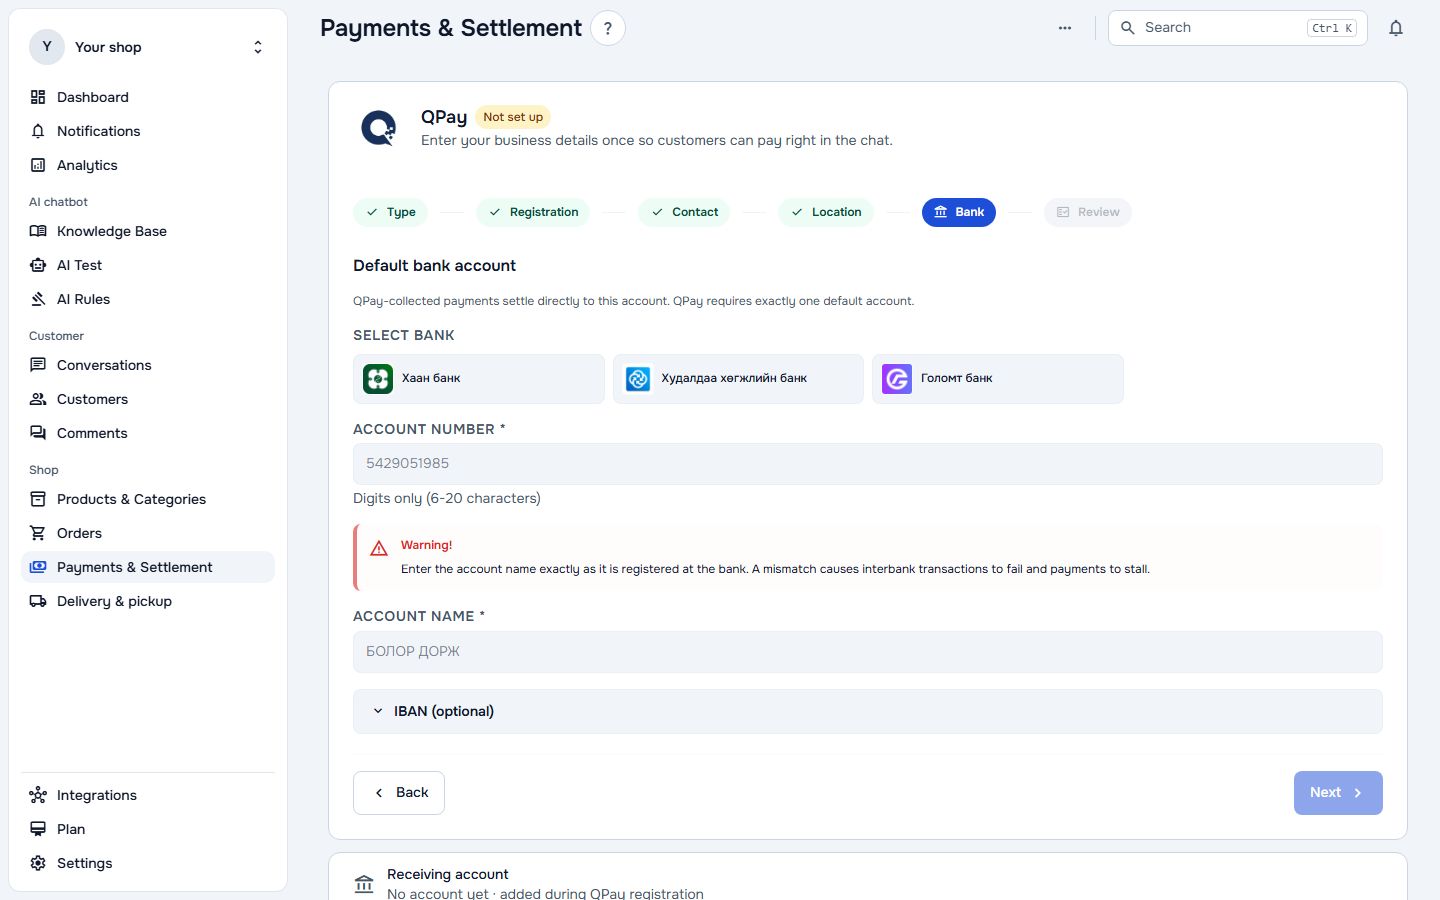 Y Your shop
Dashboard
Notifications
Analytics
AI chatbot
Knowledge Base
AI Test
AI Rules
Customer
Conversations
Customers
Comments
Shop
Products & Categories
Orders
Payments & Settlement
Delivery & pickup
Integrations
Plan
Settings
Payments & Settlement ?
Search Ctrl K
QPay Not set up
Enter your business details once so customers can pay right in the chat.
Type Registration Contact Location Bank Review
Default bank account
QPay-collected payments settle directly to this account. QPay requires exactly one default account.
SELECT BANK
Хаан банк Худалдаа хөгжлийн банк Голомт банк
ACCOUNT NUMBER *
5429051985
Digits only (6-20 characters)
Warning!
Enter the account name exactly as it is registered at the bank. A mismatch causes interbank transactions to fail and payments to stall.
ACCOUNT NAME *
БОЛОР ДОРЖ
IBAN (optional)
Back Next
Receiving account
No account yet · added during QPay registration